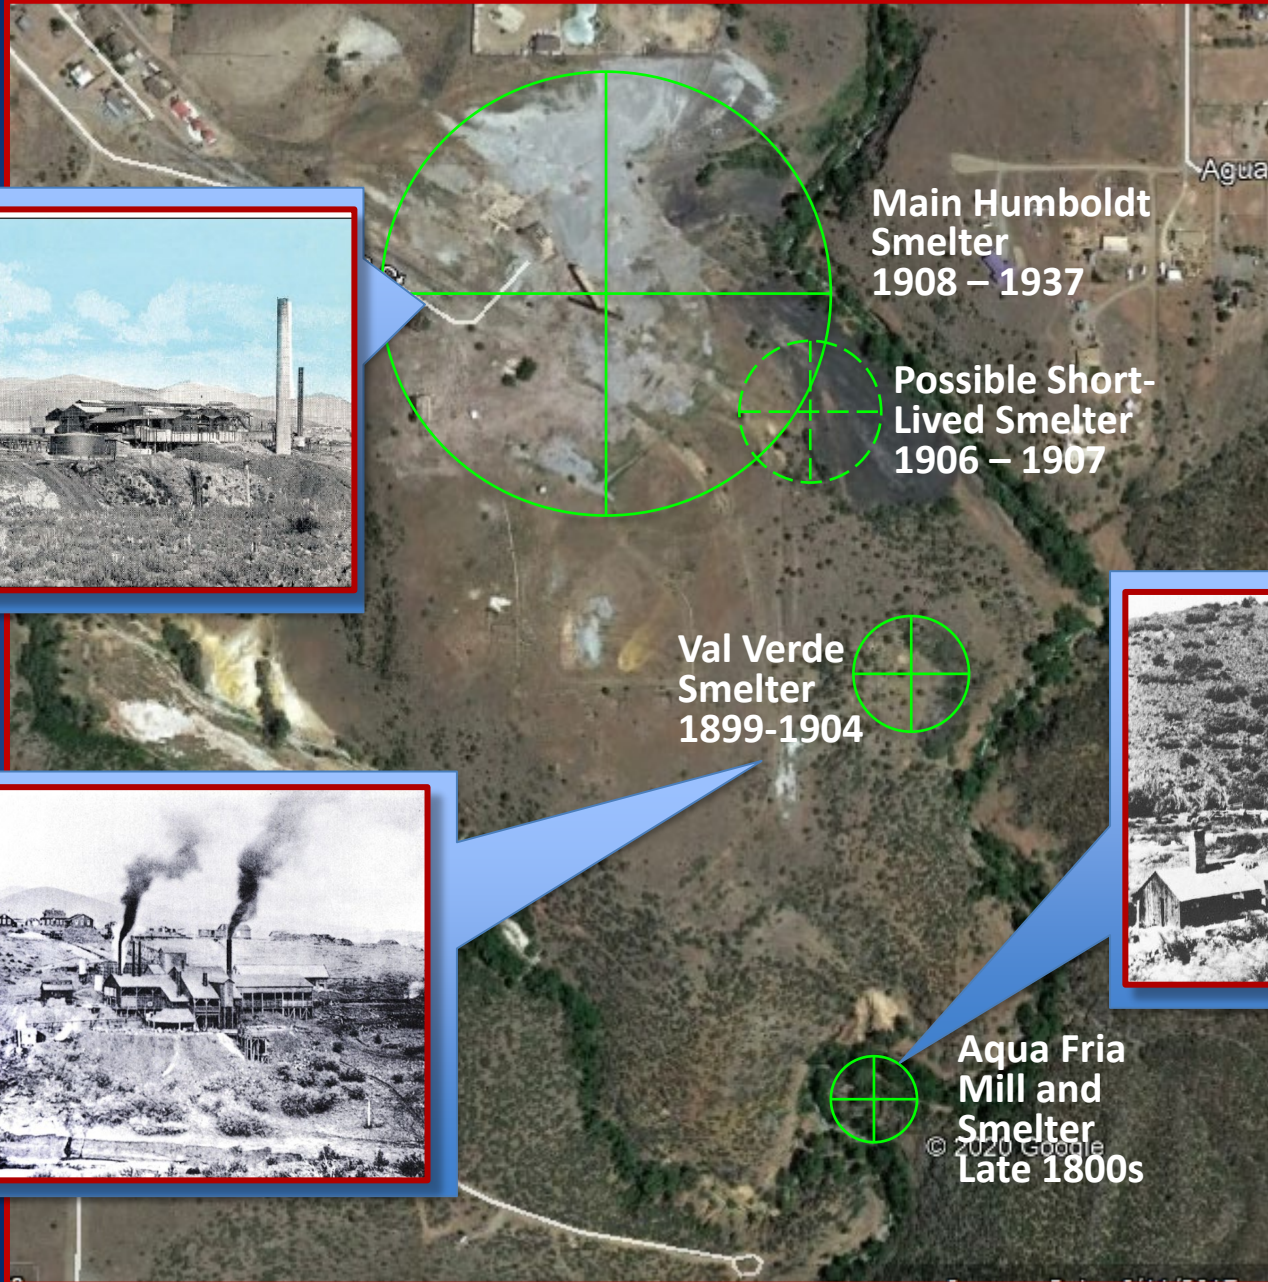 Agua
Main Humboldt
Smelter
1908 – 1937
Possible Short-
Lived Smelter
1906 – 1907
Val Verde
Smelter
1899-1904
Aqua Fria
Mill and
Smelter
© 2020 Google
Late 1800s